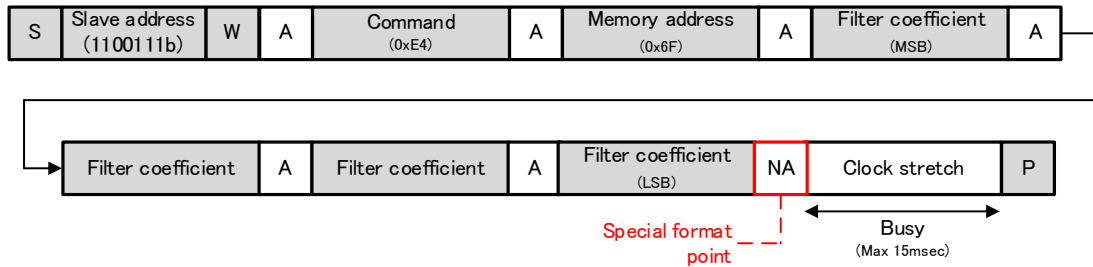 S
Slave address
(1100111b)
W
A
Command
(0xE4)
A
Memory address
(0x6F)
A
Filter coefficient
(MSB)
A
Filter coefficient
A
Filter coefficient
A
Filter coefficient
(LSB)
NA
Clock stretch
P
Special format
point
Busy
(Max 15msec)